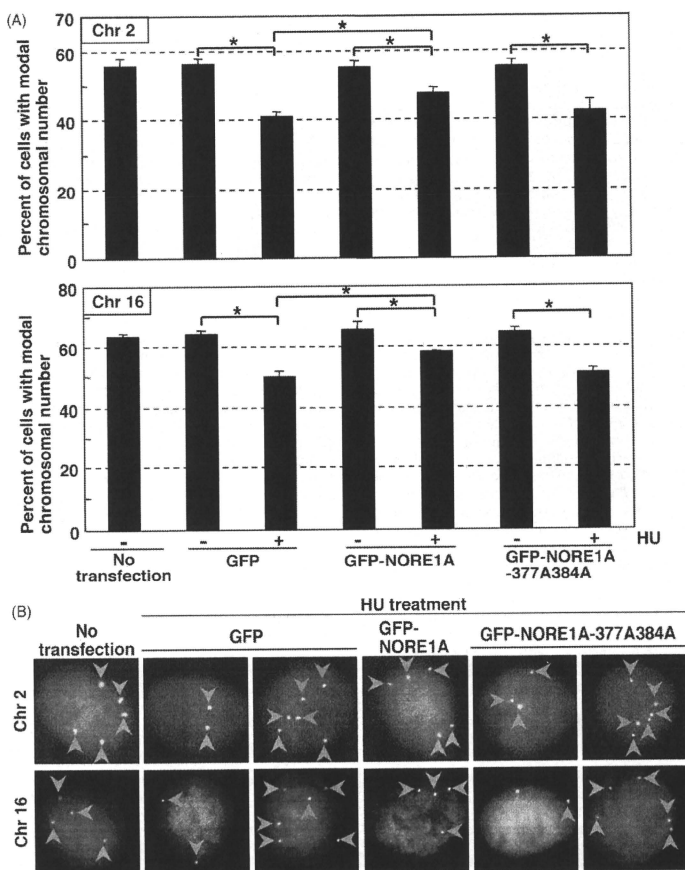 (A)
Chr 2
Percent of cells with modal
chromosomal number
60
40
20
0
* * * *
Chr 16
Percent of cells with modal
chromosomal number
80
60
40
20
0
* * * *
- - + - + - + HU
No
transfection
GFP
GFP-NORE1A
GFP-NORE1A
-377A384A
(B)
HU treatment
No
transfection
GFP
GFP-
NORE1A
GFP-NORE1A-377A384A
Chr 2
Chr 16